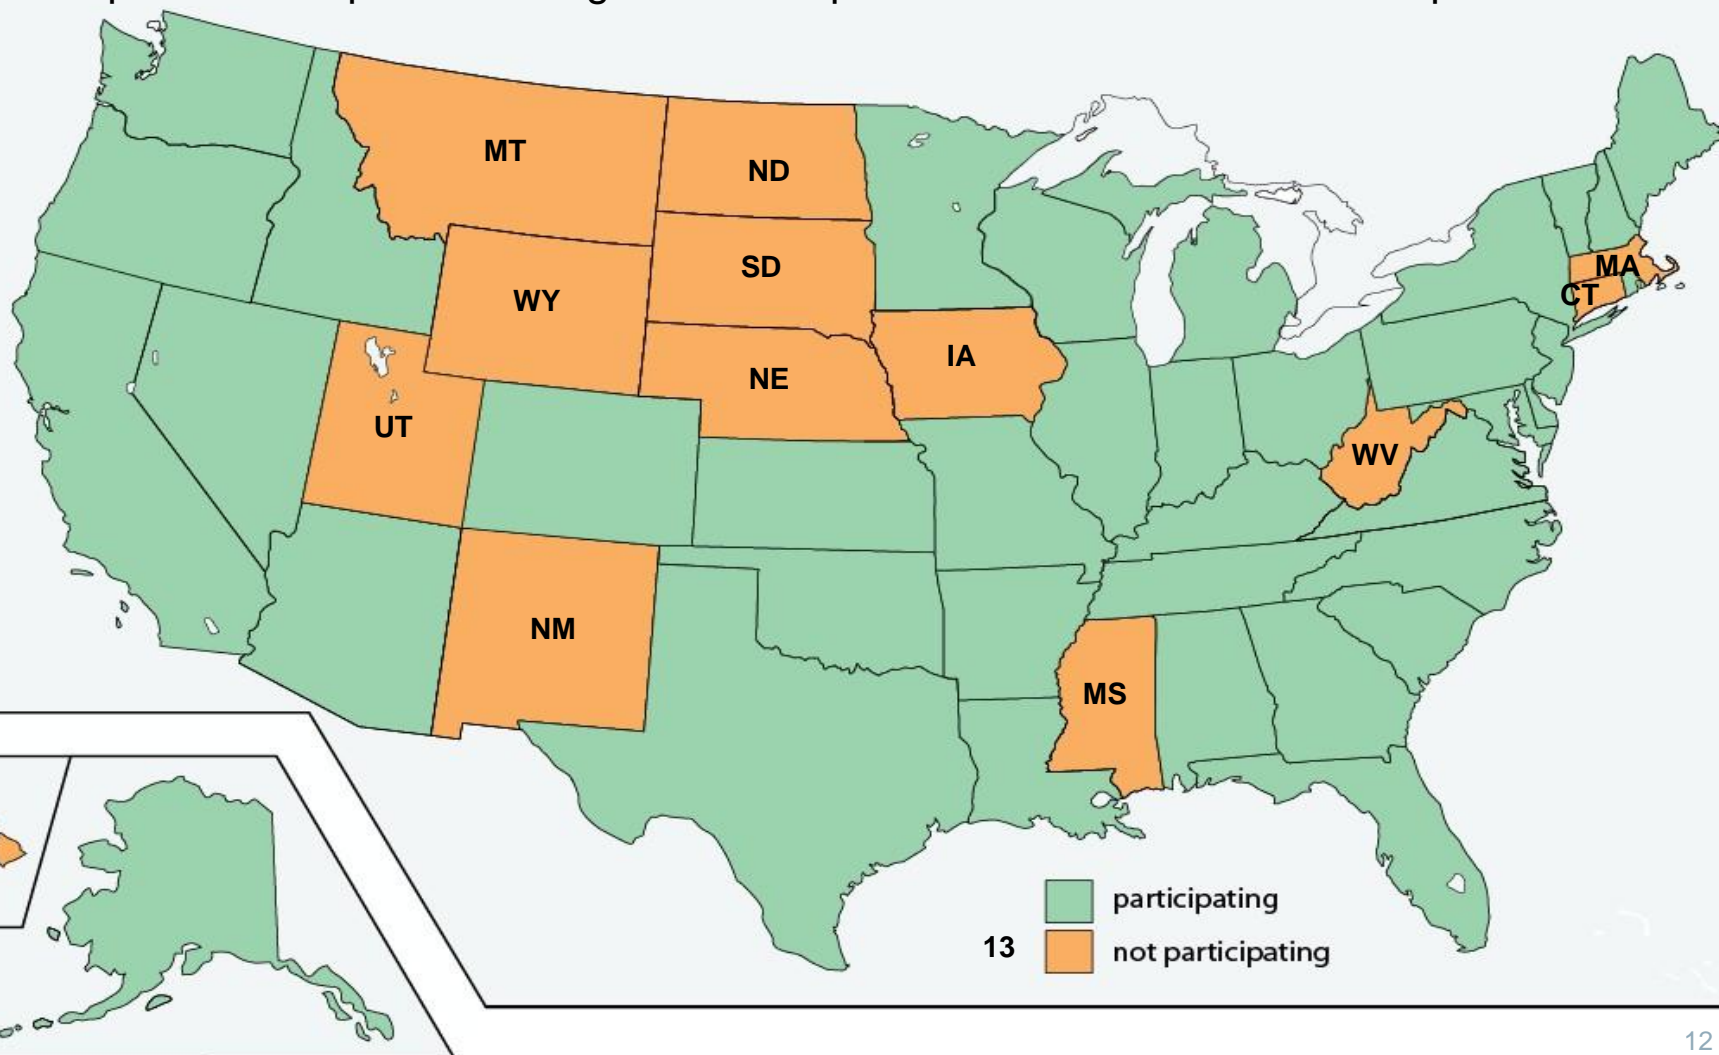 MT
ND
MA
SD
CT
WY
IA
NE
UT
WV
NM
MS
participating
13
not participating
12